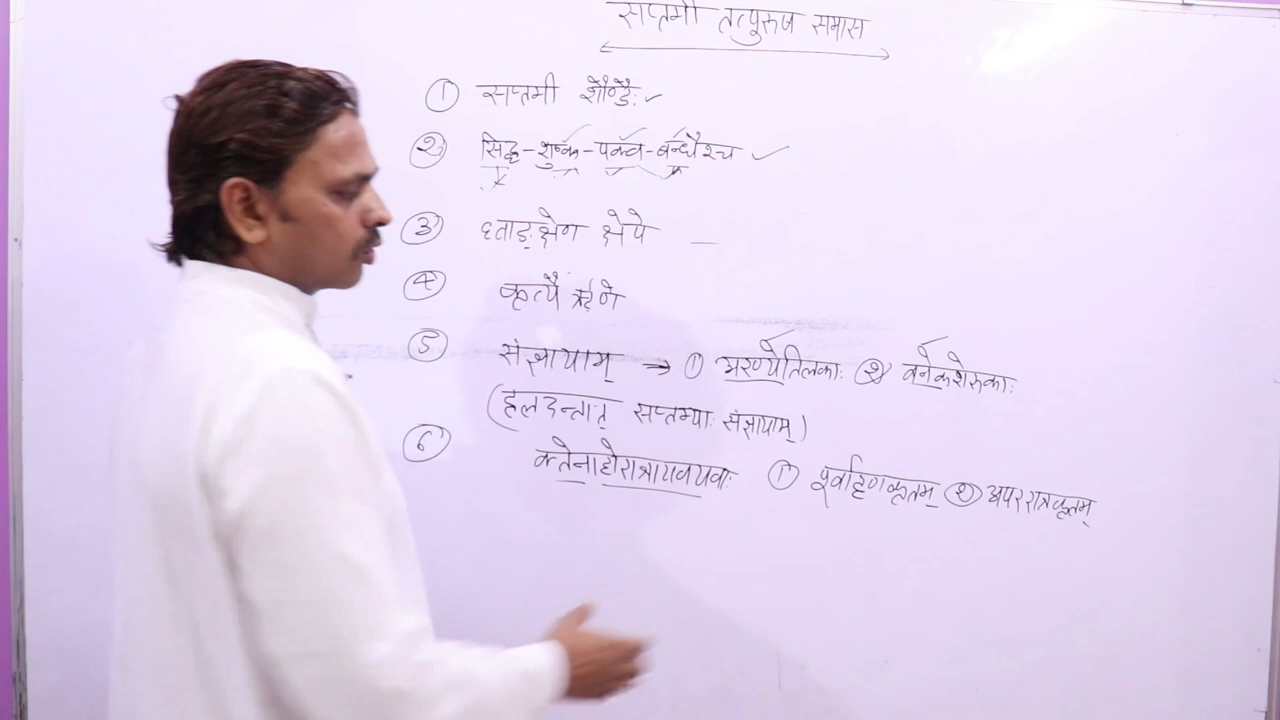 सप्तमी तत्पुरुष समास
① सप्तमी शौण्डैः ✓
② सिद्ध-शुष्क-पक्व-बन्धैश्च ✓
③ ध्वाङ्क्षेण क्षेपे —
④ कृत्यै र्ऋणे
⑤ संज्ञायाम् → ① अरण्येतिलकाः ② वनेकशेरुकाः
(हलदन्तात् सप्तम्याः संज्ञायाम्)
⑥ क्तेनाहोरात्रायवयवाः ① पूर्वाह्णकृतम् ② अपररात्रकृतम्